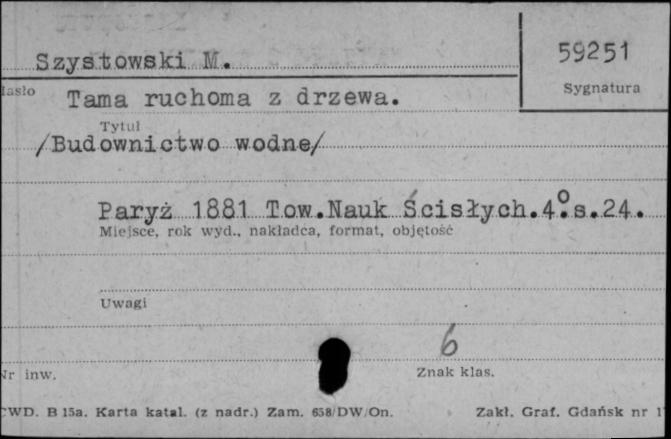 Szystowski M.
59251
Sygnatura
Hasło
Tama ruchoma z drzewa.
Tytuł
/Budownictwo wodne/
Paryż 1881 Tow.Nauk Ścisłych.4°.s.24.
Miejsce, rok wyd., nakładca, format, objętość
Uwagi
6
Nr inw.
Znak klas.
CWD. B 15a. Karta katal. (z nadr.) Zam. 658/DW/On.
Zakł. Graf. Gdańsk nr 1